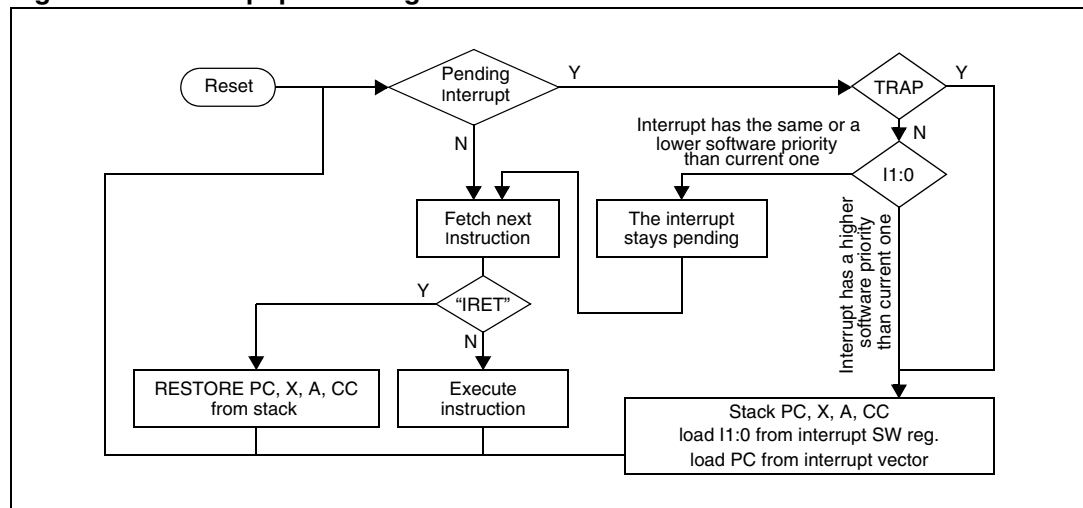 Reset
Pending
Interrupt
Y
TRAP
Y
N
Interrupt has the same or a
lower software priority
than current one
N
I1:0
Fetch next
Instruction
The interrupt
stays pending
Interrupt has a higher
software priority
than current one
Y
“IRET”
N
RESTORE PC, X, A, CC
from stack
Execute
instruction
Stack PC, X, A, CC
load I1:0 from interrupt SW reg.
load PC from interrupt vector